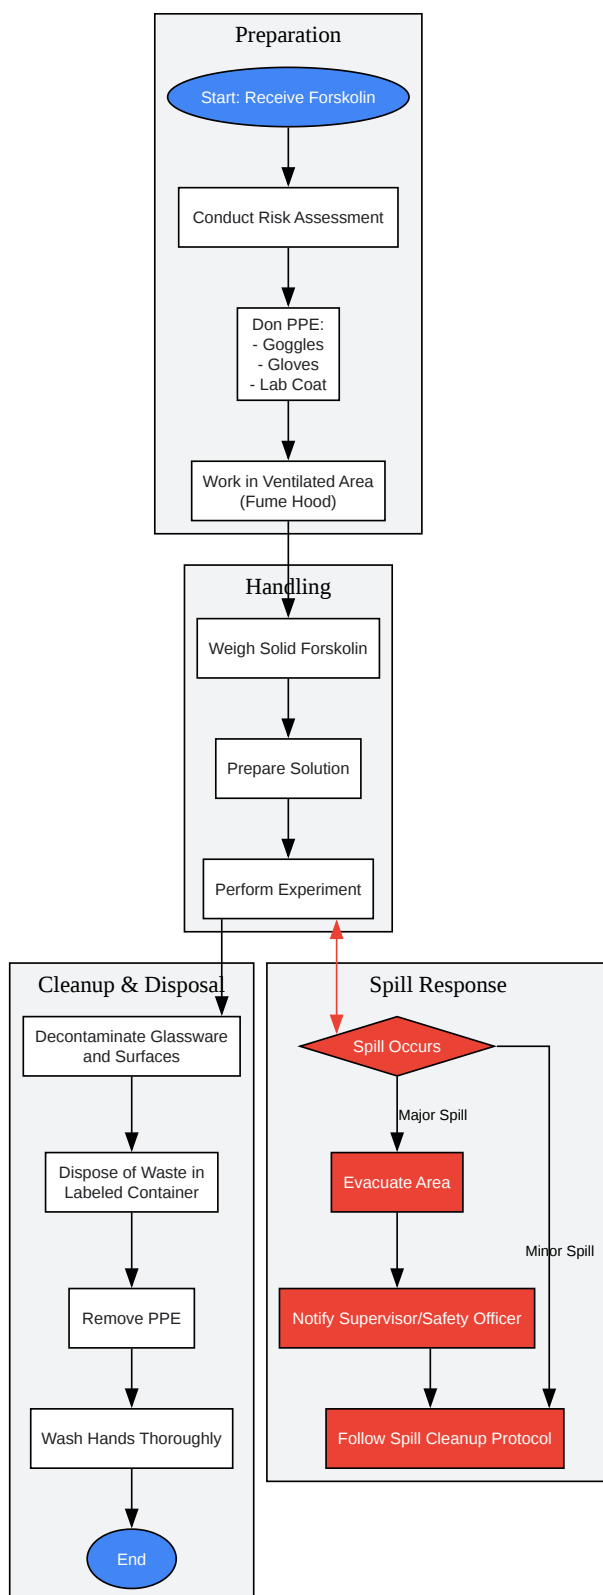 Preparation
Start: Receive Forskolin
Conduct Risk Assessment
Don PPE:
- Goggles
- Gloves
- Lab Coat
Work in Ventilated Area
(Fume Hood)
Handling
Weigh Solid Forskolin
Prepare Solution
Perform Experiment
Cleanup & Disposal
Decontaminate Glassware
and Surfaces
Dispose of Waste in
Labeled Container
Remove PPE
Wash Hands Thoroughly
End
Spill Response
Spill Occurs
Major Spill
Evacuate Area
Minor Spill
Notify Supervisor/Safety Officer
Follow Spill Cleanup Protocol